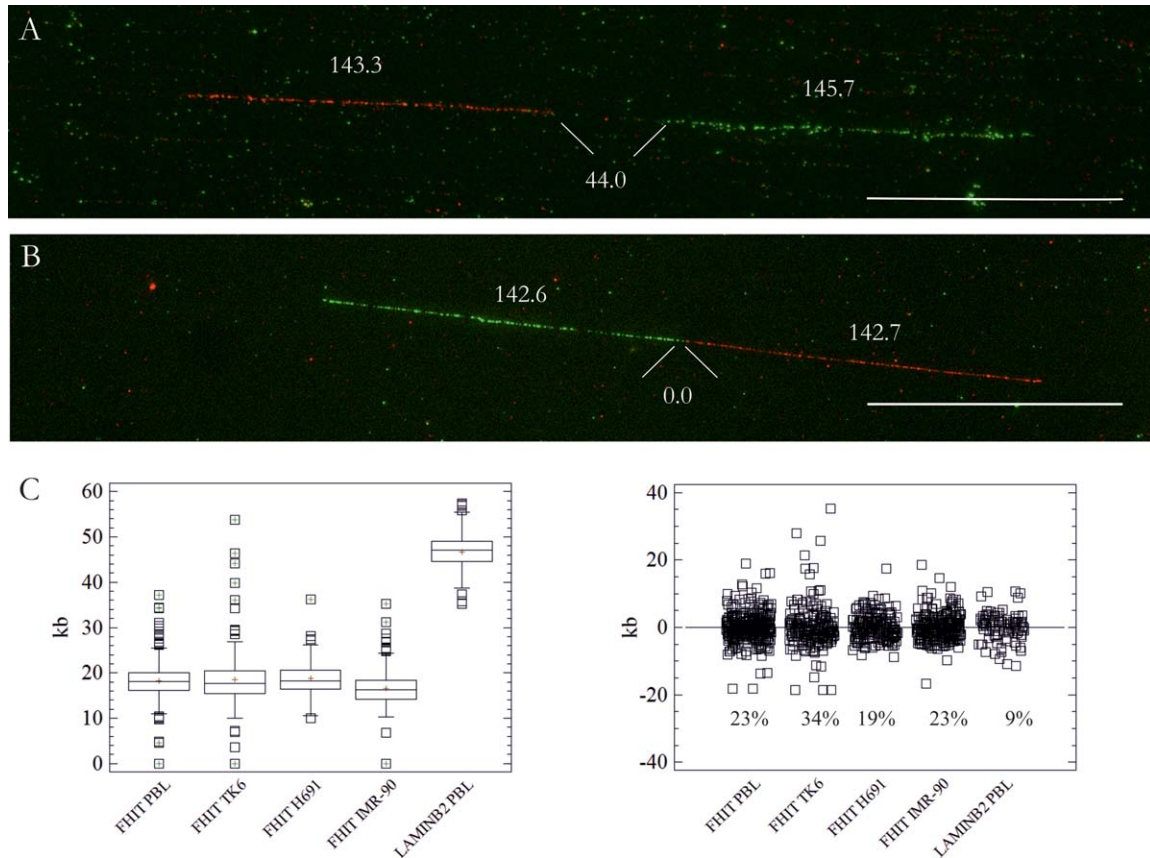 A
143.3
145.7
44.0
B
142.6
142.7
0.0
C
60
50
40
30
20
10
0
kb
FHIT PBL
FHIT TK6
FHIT H691
FHIT IMR-90
LAMINB2 PBL
40
20
0
-20
-40
kb
23%
34%
19%
23%
9%
FHIT PBL
FHIT TK6
FHIT H691
FHIT IMR-90
LAMINB2 PBL